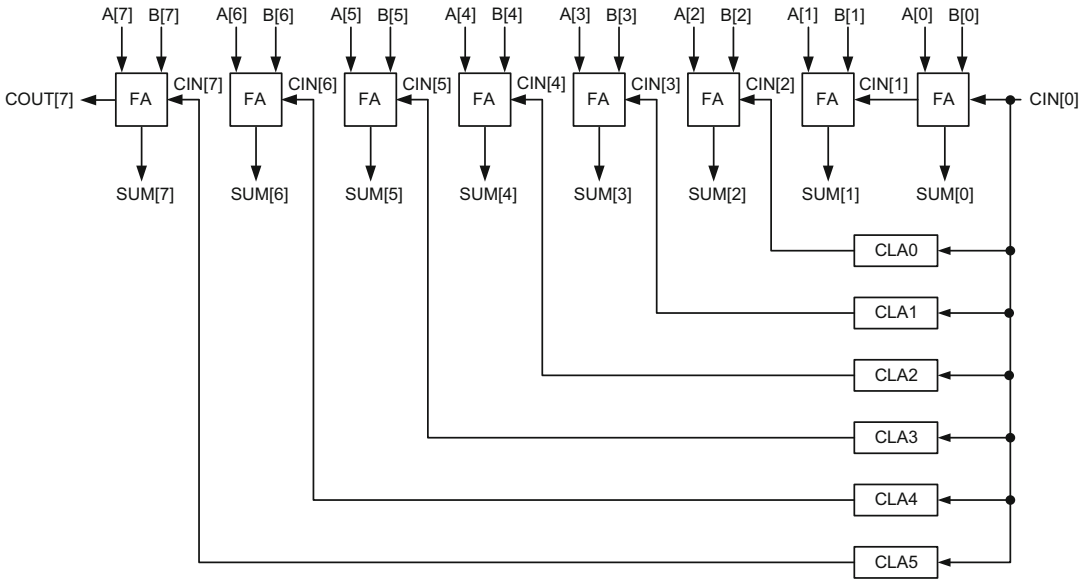 A[7] B[7] A[6] B[6] A[5] B[5] A[4] B[4] A[3] B[3] A[2] B[2] A[1] B[1] A[0] B[0]
COUT[7] FA CIN[7] FA CIN[6] FA CIN[5] FA CIN[4] FA CIN[3] FA CIN[2] FA CIN[1] FA CIN[0]
SUM[7] SUM[6] SUM[5] SUM[4] SUM[3] SUM[2] SUM[1] SUM[0]
CLA0
CLA1
CLA2
CLA3
CLA4
CLA5